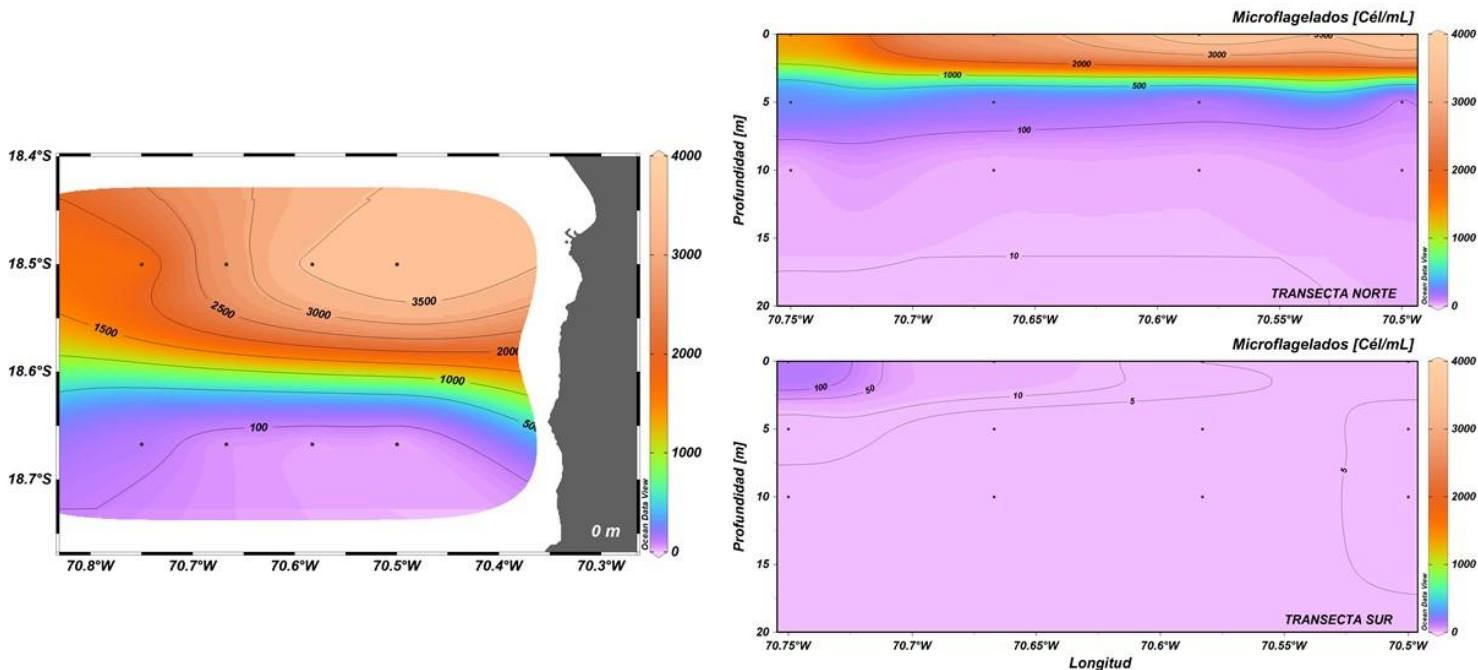 18.4°S
18.5°S
18.6°S
18.7°S
70.8°W
70.7°W
70.6°W
70.5°W
70.4°W
70.3°W
1500
2500
3000
3500
2000
1000
500
100
0 m
Ocean Data View
4000
3000
2000
1000
0
Microflagelados [Cél/mL]
0
5
10
15
20
Profundidad [m]
1000
2000
3000
3500
500
100
10
TRANSECTA NORTE
70.75°W
70.7°W
70.65°W
70.6°W
70.55°W
70.5°W
Ocean Data View
4000
3000
2000
1000
0
Microflagelados [Cél/mL]
0
5
10
15
20
Profundidad [m]
100
50
10
5
5
TRANSECTA SUR
70.75°W
70.7°W
70.65°W
70.6°W
70.55°W
70.5°W
Longitud
Ocean Data View
4000
3000
2000
1000
0